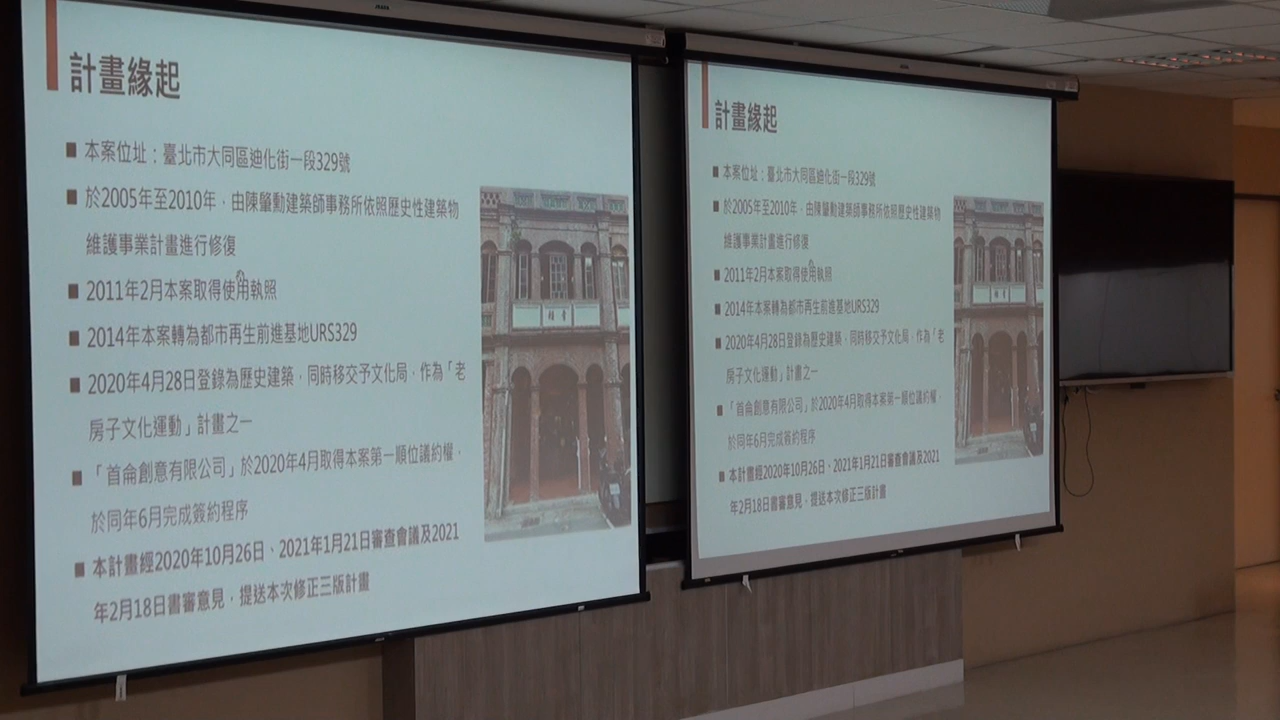 計畫緣起
■ 本案位址：臺北市大同區迪化街一段329號
■ 於2005年至2010年，由陳肇勳建築師事務所依照歷史性建築物
維護事業計畫進行修復
■ 2011年2月本案取得使用執照
■ 2014年本案轉為都市再生前進基地URS329
■ 2020年4月28日登錄為歷史建築，同時移交予文化局，作為「老
房子文化運動」計畫之一
■ 「首侖創意有限公司」於2020年4月取得本案第一順位議約權，
於同年6月完成簽約程序
■ 本計畫經2020年10月26日、2021年1月21日審查會議及2021
年2月18日書審意見，提送本次修正三版計畫
計畫緣起
■ 本案位址：臺北市大同區迪化街一段329號
■ 於2005年至2010年，由陳肇勳建築師事務所依照歷史性建築物
維護事業計畫進行修復
■ 2011年2月本案取得使用執照
■ 2014年本案轉為都市再生前進基地URS329
■ 2020年4月28日登錄為歷史建築，同時移交予文化局，作為「老
房子文化運動」計畫之一
■ 「首侖創意有限公司」於2020年4月取得本案第一順位議約權，
於同年6月完成簽約程序
■ 本計畫經2020年10月26日、2021年1月21日審查會議及2021
年2月18日書審意見，提送本次修正三版計畫